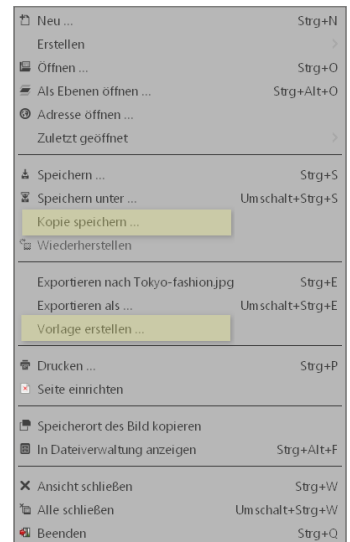 Neu ... Strg+N
Erstellen
Öffnen ... Strg+O
Als Ebenen öffnen ... Strg+Alt+O
Adresse öffnen ...
Zuletzt geöffnet
Speichern ... Strg+S
Speichern unter ... Umschalt+Strg+S
Kopie speichern ...
Wiederherstellen
Exportieren nach Tokyo-fashion.jpg Strg+E
Exportieren als ... Umschalt+Strg+E
Vorlage erstellen ...
Drucken ... Strg+P
Seite einrichten
Speicherort des Bild kopieren
In Dateiverwaltung anzeigen Strg+Alt+F
Ansicht schließen Strg+W
Alle schließen Umschalt+Strg+W
Beenden Strg+Q